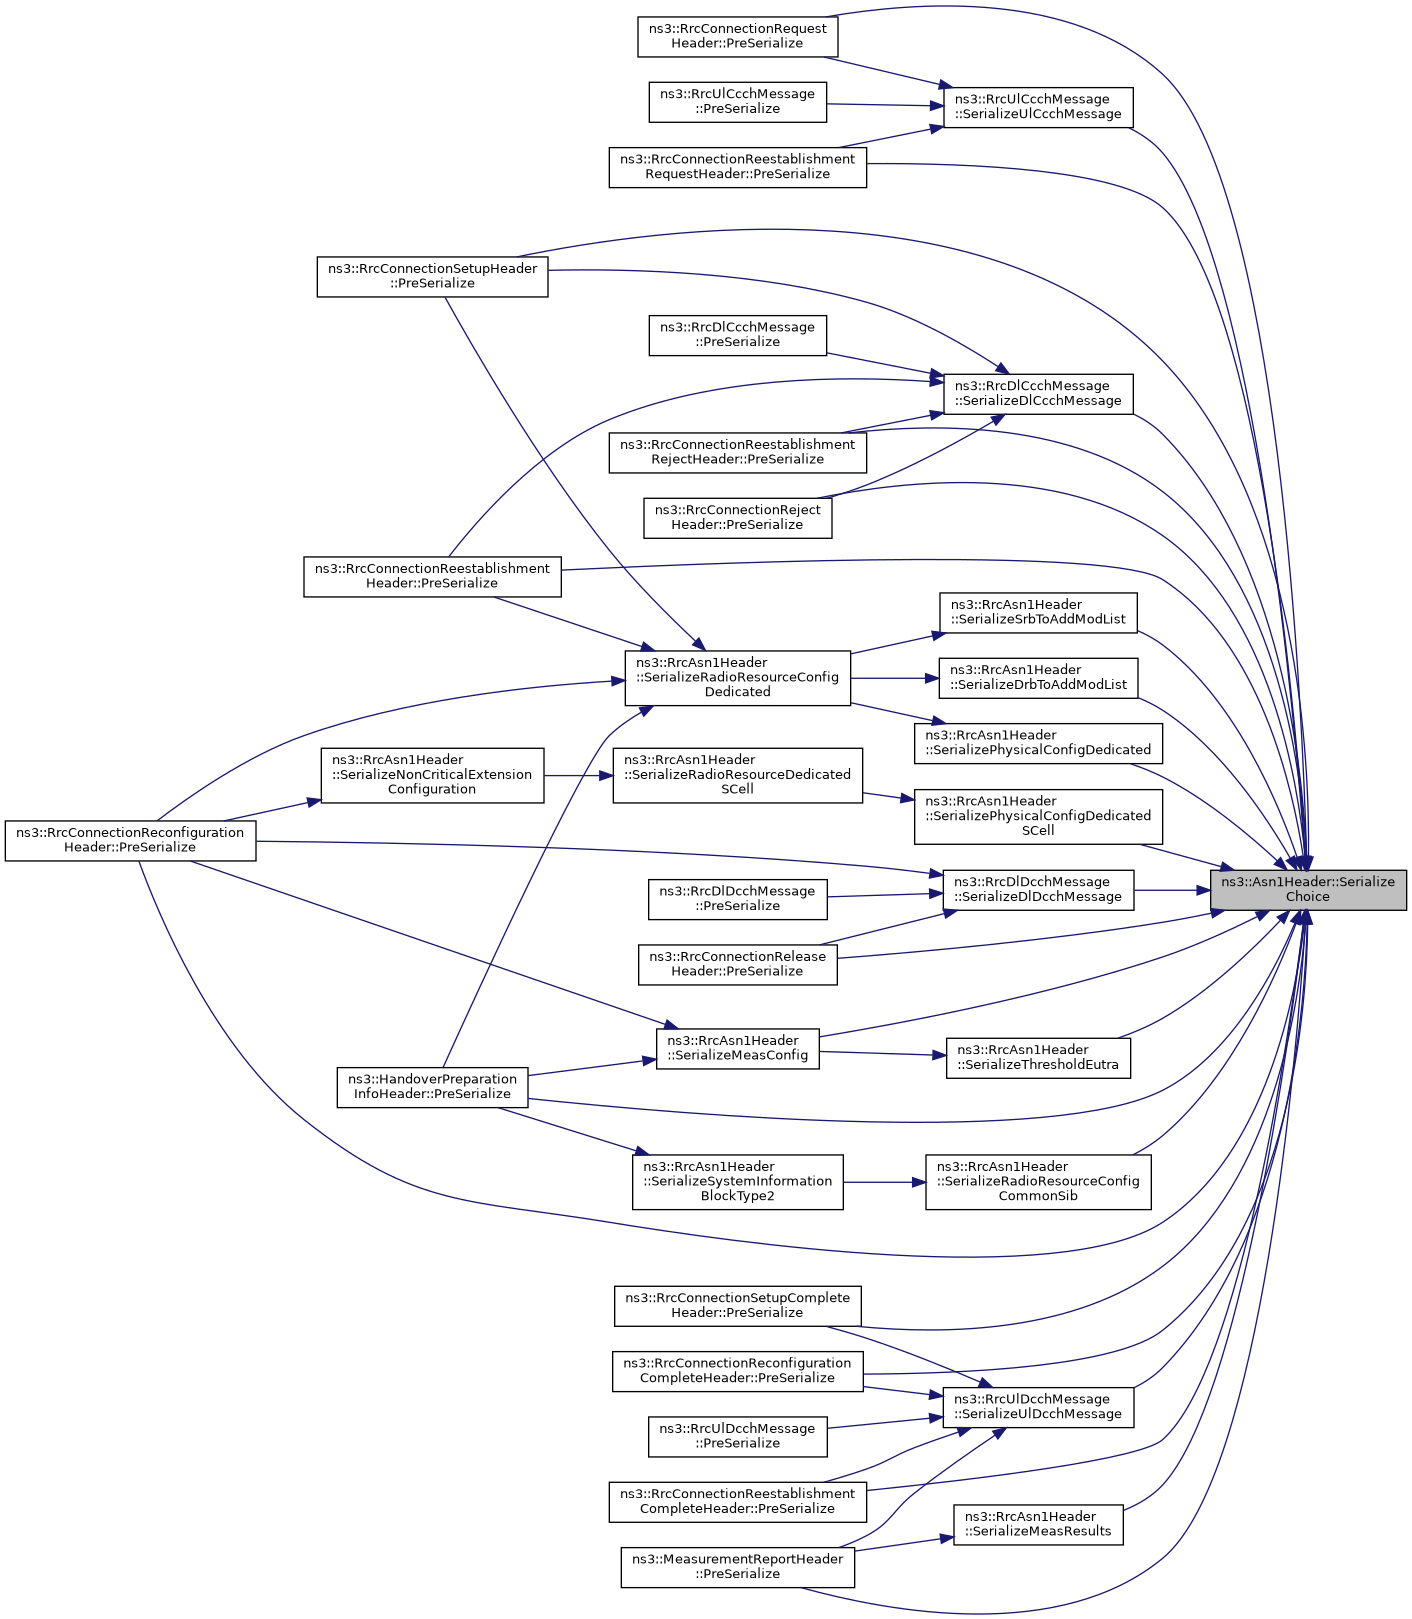 ns3::RrcConnectionRequest
Header::PreSerialize
ns3::RrcUlCcchMessage
::PreSerialize
ns3::RrcUlCcchMessage
::SerializeUlCcchMessage
ns3::RrcConnectionReestablishment
RequestHeader::PreSerialize
ns3::RrcConnectionSetupHeader
::PreSerialize
ns3::RrcDlCcchMessage
::PreSerialize
ns3::RrcDlCcchMessage
::SerializeDlCcchMessage
ns3::RrcConnectionReestablishment
RejectHeader::PreSerialize
ns3::RrcConnectionReject
Header::PreSerialize
ns3::RrcConnectionReestablishment
Header::PreSerialize
ns3::RrcAsn1Header
::SerializeSrbToAddModList
ns3::RrcAsn1Header
::SerializeRadioResourceConfig
Dedicated
ns3::RrcAsn1Header
::SerializeDrbToAddModList
ns3::RrcAsn1Header
::SerializePhysicalConfigDedicated
ns3::RrcAsn1Header
::SerializeNonCriticalExtension
Configuration
ns3::RrcAsn1Header
::SerializeRadioResourceDedicated
SCell
ns3::RrcAsn1Header
::SerializePhysicalConfigDedicated
SCell
ns3::RrcConnectionReconfiguration
Header::PreSerialize
ns3::RrcDlDcchMessage
::PreSerialize
ns3::RrcDlDcchMessage
::SerializeDlDcchMessage
ns3::Asn1Header::Serialize
Choice
ns3::RrcConnectionRelease
Header::PreSerialize
ns3::RrcAsn1Header
::SerializeMeasConfig
ns3::RrcAsn1Header
::SerializeThresholdEutra
ns3::HandoverPreparation
InfoHeader::PreSerialize
ns3::RrcAsn1Header
::SerializeSystemInformation
BlockType2
ns3::RrcAsn1Header
::SerializeRadioResourceConfig
CommonSib
ns3::RrcConnectionSetupComplete
Header::PreSerialize
ns3::RrcConnectionReconfiguration
CompleteHeader::PreSerialize
ns3::RrcUlDcchMessage
::SerializeUlDcchMessage
ns3::RrcUlDcchMessage
::PreSerialize
ns3::RrcConnectionReestablishment
CompleteHeader::PreSerialize
ns3::RrcAsn1Header
::SerializeMeasResults
ns3::MeasurementReportHeader
::PreSerialize